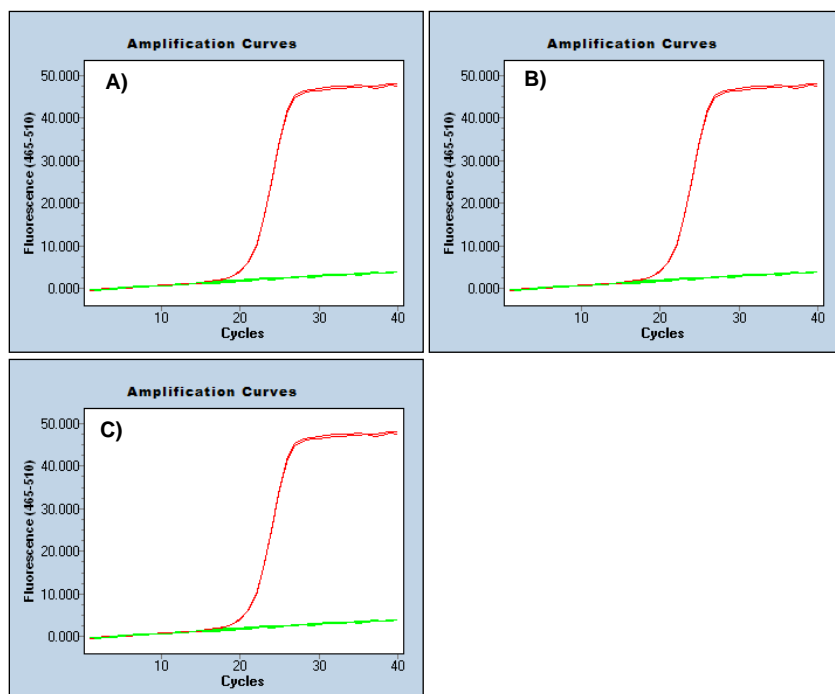 Amplification Curves
A)
50.000
40.000
30.000
20.000
10.000
0.000
Fluorescence (465-510)
10 20 30 40
Cycles
Amplification Curves
B)
50.000
40.000
30.000
20.000
10.000
0.000
Fluorescence (465-510)
10 20 30 40
Cycles
Amplification Curves
C)
50.000
40.000
30.000
20.000
10.000
0.000
Fluorescence (465-510)
10 20 30 40
Cycles